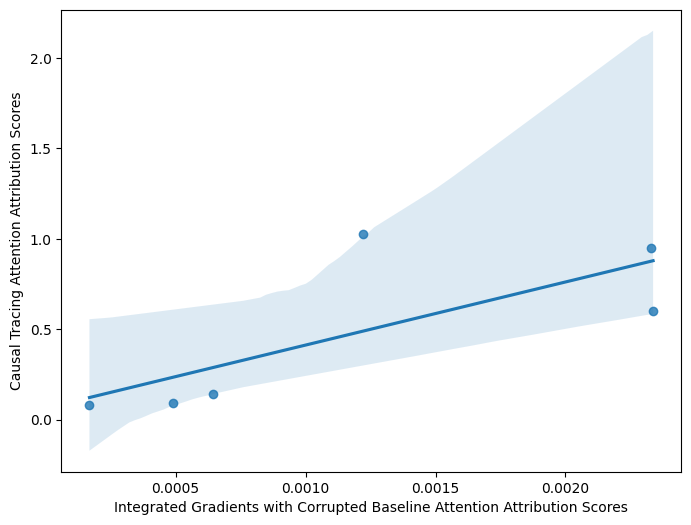 2.0
1.5
1.0
0.5
0.0
Causal Tracing Attention Attribution Scores
0.0005 0.0010 0.0015 0.0020
Integrated Gradients with Corrupted Baseline Attention Attribution Scores